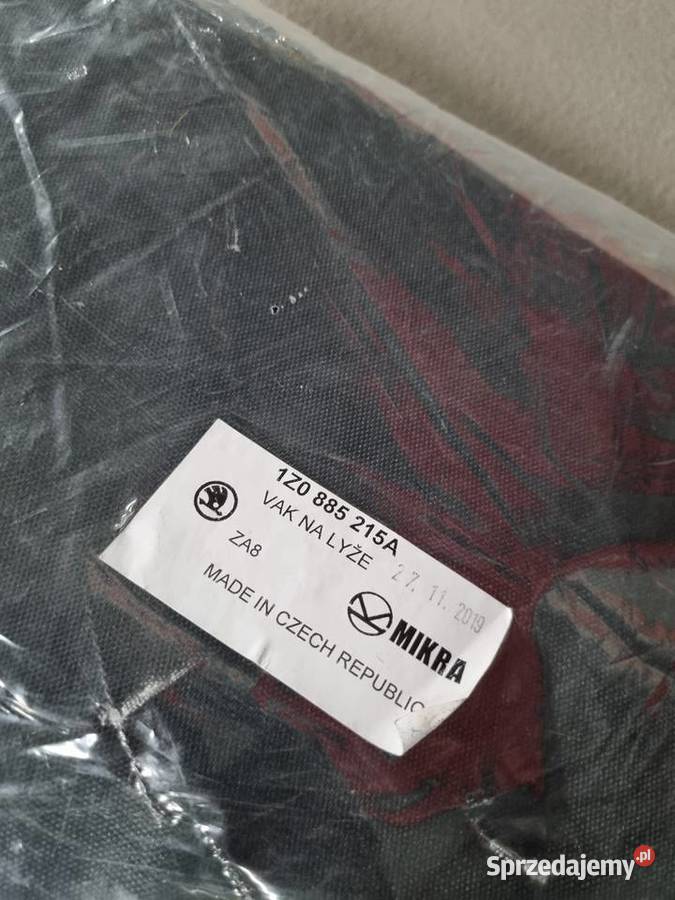 1Z0 885 215A
VAK NA LYŽE
27. 11. 2019
ZA8
MIKRA
MADE IN CZECH REPUBLIC
Sprzedajemy.pl